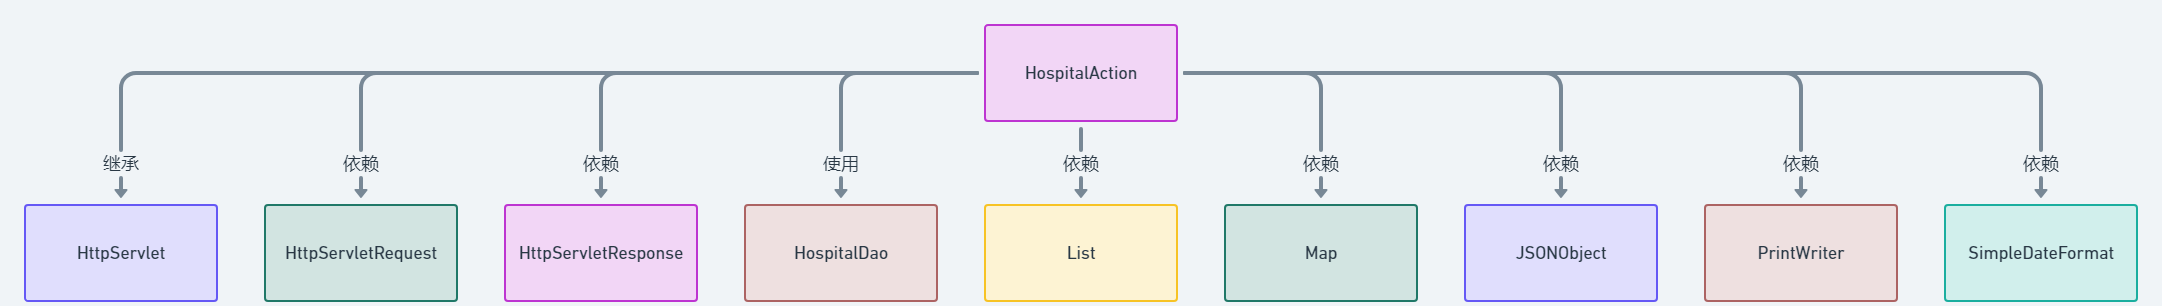 HospitalAction
继承
依赖
依赖
使用
依赖
依赖
依赖
依赖
依赖
HttpServlet
HttpServletRequest
HttpServletResponse
HospitalDao
List
Map
JSONObject
PrintWriter
SimpleDateFormat